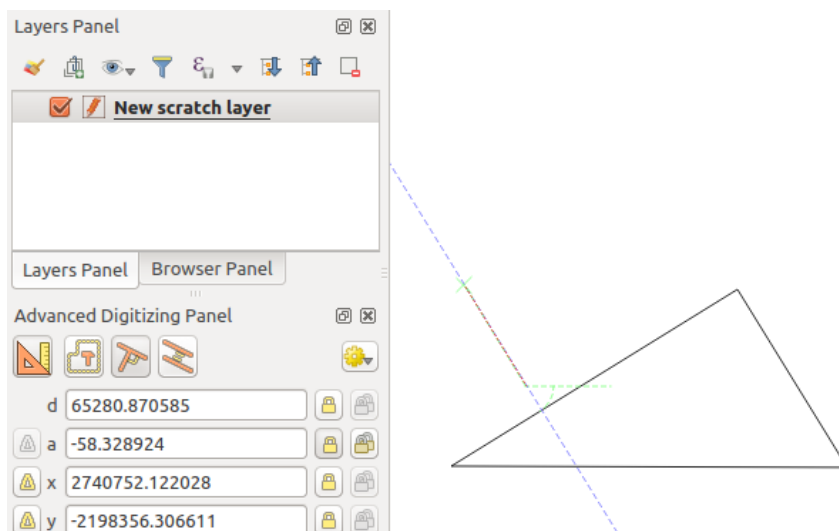 Layers Panel
New scratch layer
Layers Panel Browser Panel
Advanced Digitizing Panel
d 65280.870585
a -58.328924
x 2740752.122028
y -2198356.306611